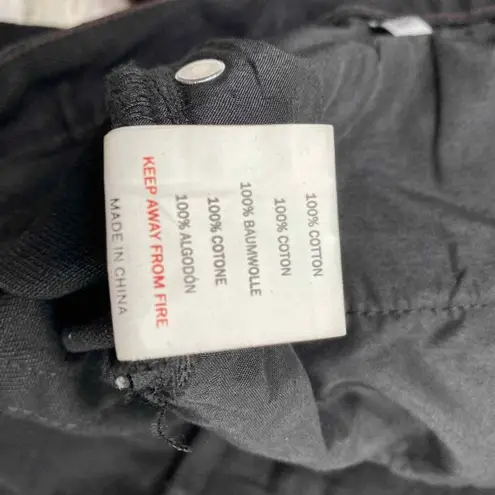 100% COTTON
100% COTON
100% BAUMWOLLE
100% COTONE
100% ALGODÓN
KEEP AWAY FROM FIRE
MADE IN CHINA